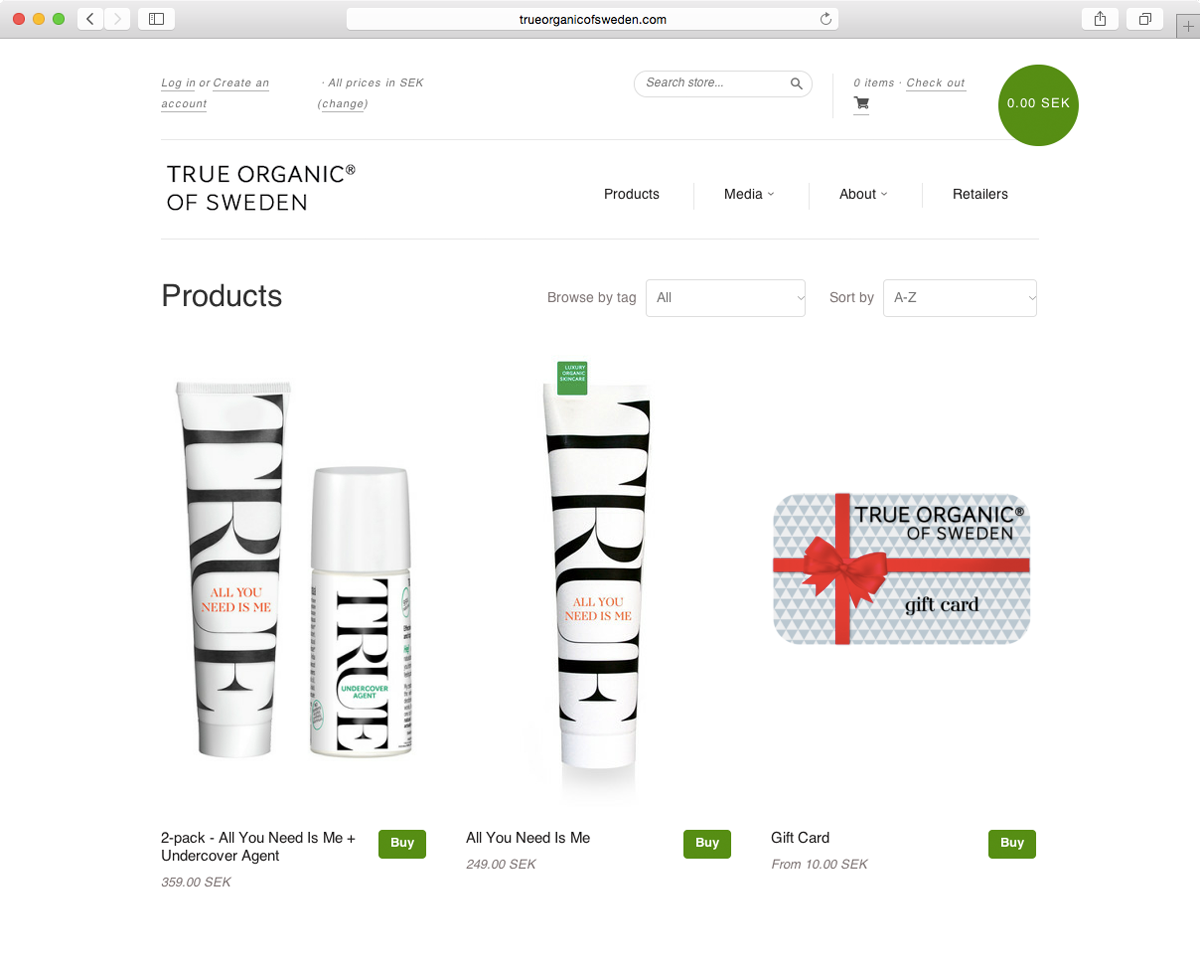 trueorganicofsweden.com
Log in or Create an
account
· All prices in SEK
(change)
Search store...
0 items · Check out
0.00 SEK
TRUE ORGANIC®
OF SWEDEN
Products
Media
About
Retailers
Products
Browse by tag
All
Sort by
A-Z
TRUE
ALL YOU
NEED IS ME
TRUE
UNDERCOVER
AGENT
LUXURY
ORGANIC
SKINCARE
TRUE
ALL YOU
NEED IS ME
TRUE ORGANIC®
OF SWEDEN
gift card
2-pack - All You Need Is Me +
Undercover Agent
359.00 SEK
Buy
All You Need Is Me
249.00 SEK
Buy
Gift Card
From 10.00 SEK
Buy